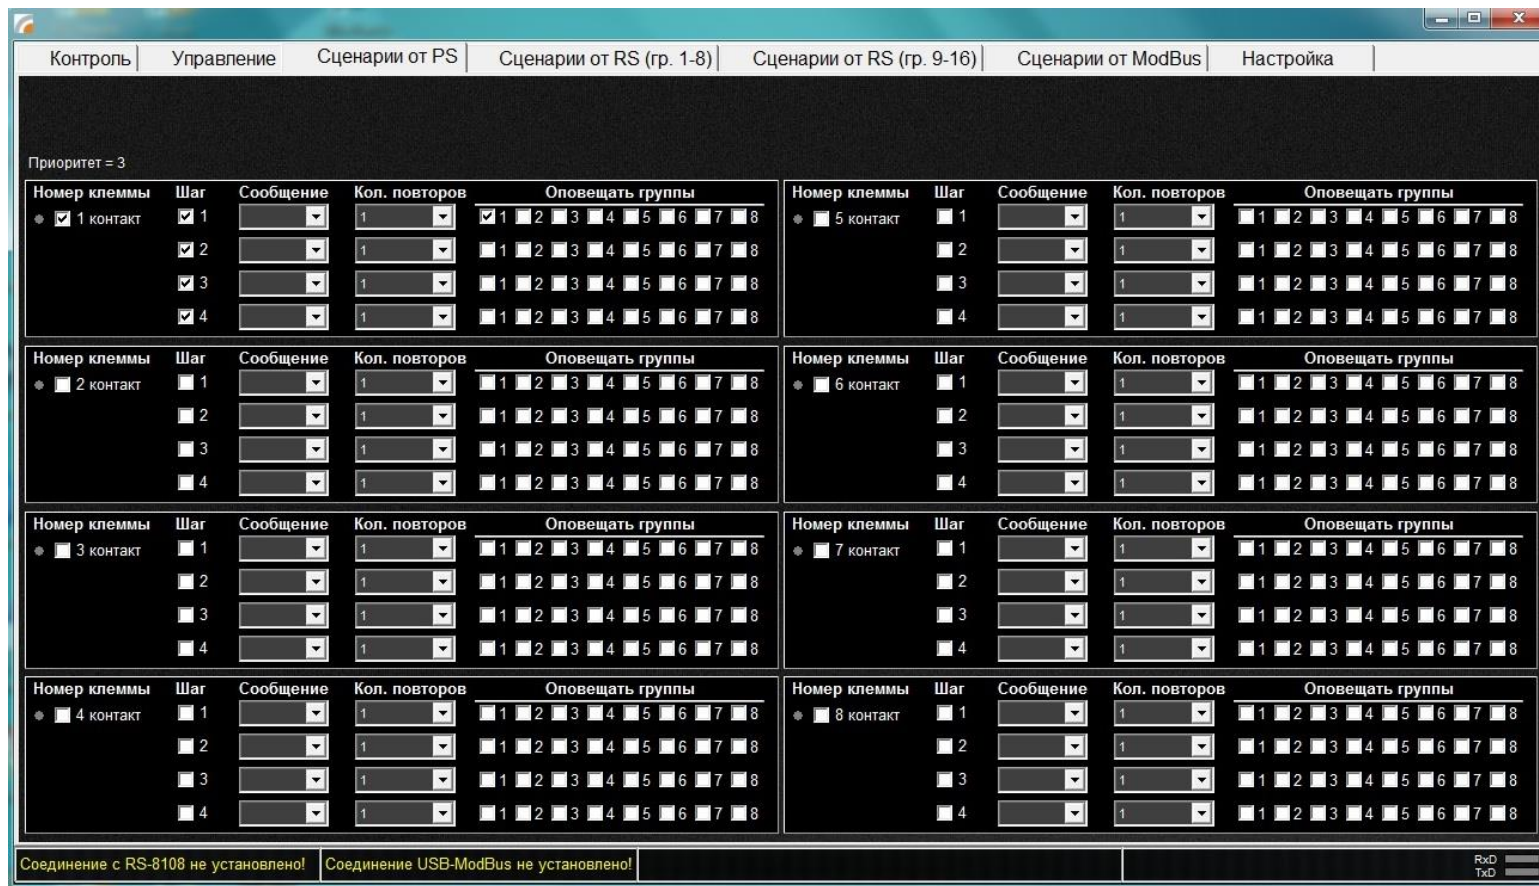 Контроль Управление Сценарии от PS Сценарии от RS (гр. 1-8) Сценарии от RS (гр. 9-16) Сценарии от ModBus Настройка
Приоритет = 3
Номер клеммы Шаг Сообщение Кол. повторов Оповещать группы
1 контакт 1 1 1 2 3 4 5 6 7 8
2 1 1 2 3 4 5 6 7 8
3 1 1 2 3 4 5 6 7 8
4 1 1 2 3 4 5 6 7 8
Номер клеммы Шаг Сообщение Кол. повторов Оповещать группы
2 контакт 1 1 1 2 3 4 5 6 7 8
2 1 1 2 3 4 5 6 7 8
3 1 1 2 3 4 5 6 7 8
4 1 1 2 3 4 5 6 7 8
Номер клеммы Шаг Сообщение Кол. повторов Оповещать группы
3 контакт 1 1 1 2 3 4 5 6 7 8
2 1 1 2 3 4 5 6 7 8
3 1 1 2 3 4 5 6 7 8
4 1 1 2 3 4 5 6 7 8
Номер клеммы Шаг Сообщение Кол. повторов Оповещать группы
4 контакт 1 1 1 2 3 4 5 6 7 8
2 1 1 2 3 4 5 6 7 8
3 1 1 2 3 4 5 6 7 8
4 1 1 2 3 4 5 6 7 8
Номер клеммы Шаг Сообщение Кол. повторов Оповещать группы
5 контакт 1 1 1 2 3 4 5 6 7 8
2 1 1 2 3 4 5 6 7 8
3 1 1 2 3 4 5 6 7 8
4 1 1 2 3 4 5 6 7 8
Номер клеммы Шаг Сообщение Кол. повторов Оповещать группы
6 контакт 1 1 1 2 3 4 5 6 7 8
2 1 1 2 3 4 5 6 7 8
3 1 1 2 3 4 5 6 7 8
4 1 1 2 3 4 5 6 7 8
Номер клеммы Шаг Сообщение Кол. повторов Оповещать группы
7 контакт 1 1 1 2 3 4 5 6 7 8
2 1 1 2 3 4 5 6 7 8
3 1 1 2 3 4 5 6 7 8
4 1 1 2 3 4 5 6 7 8
Номер клеммы Шаг Сообщение Кол. повторов Оповещать группы
8 контакт 1 1 1 2 3 4 5 6 7 8
2 1 1 2 3 4 5 6 7 8
3 1 1 2 3 4 5 6 7 8
4 1 1 2 3 4 5 6 7 8
Соединение с RS-8108 не установлено! Соединение USB-ModBus не установлено!
RxD
TxD